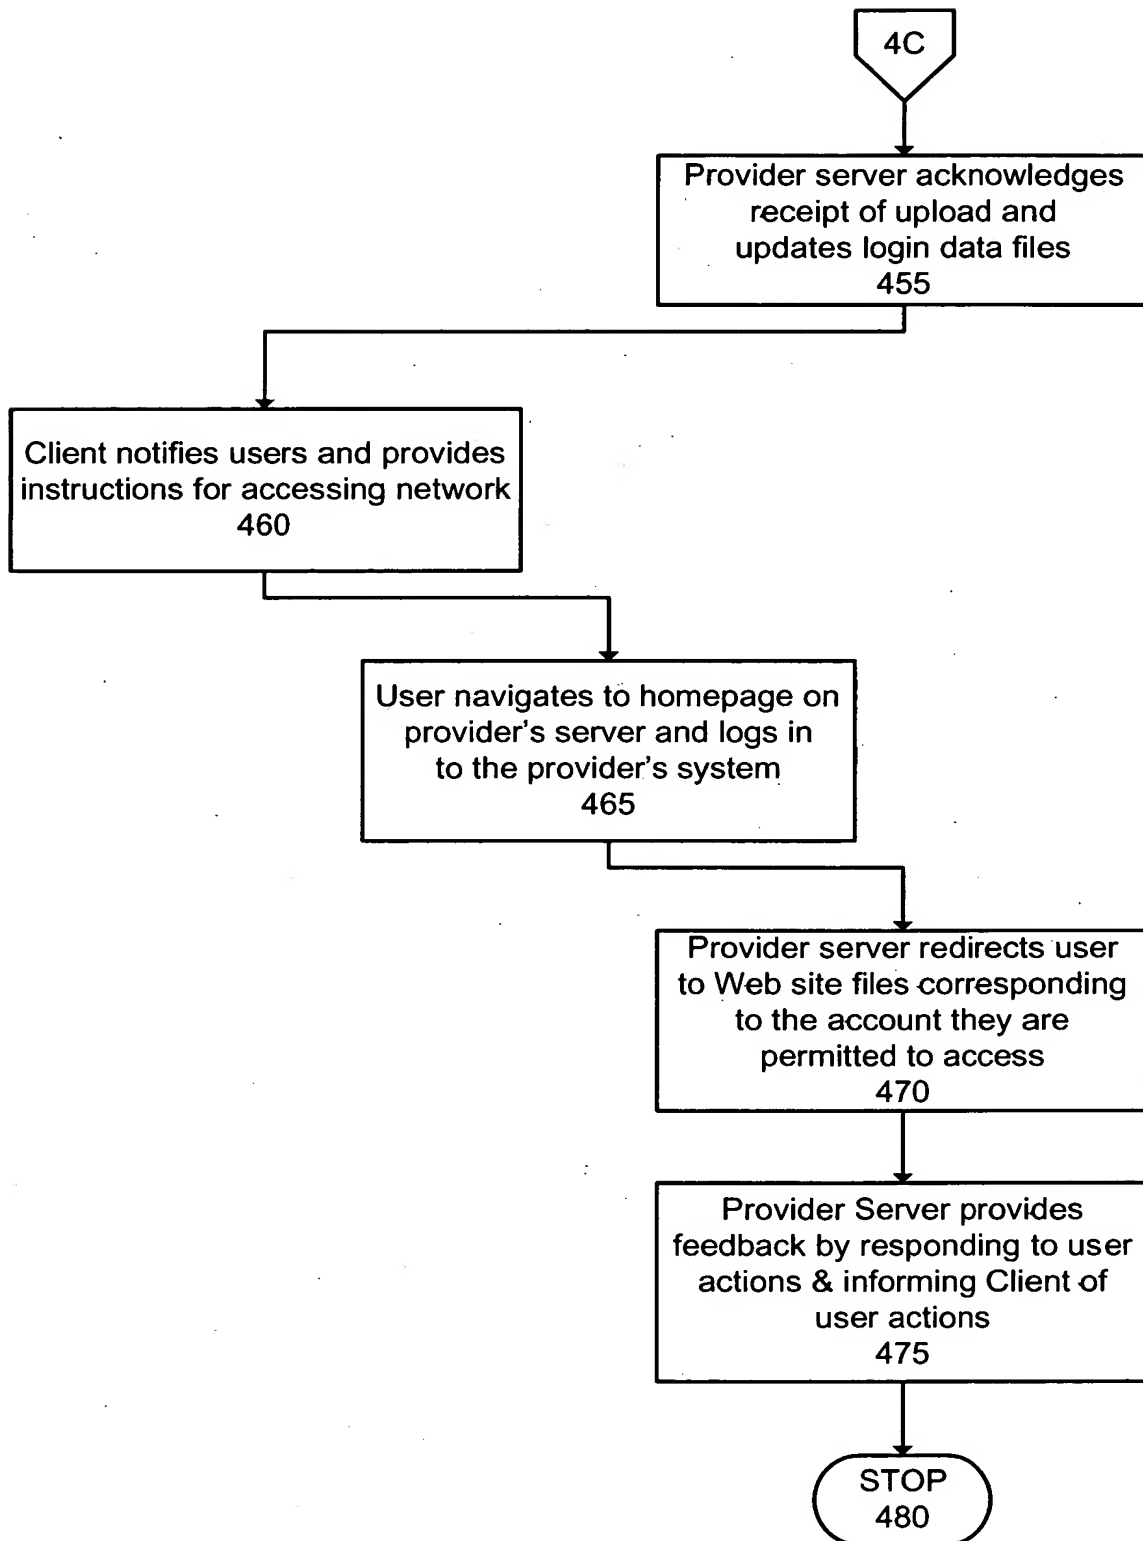 4C
Provider server acknowledges
receipt of upload and
updates login data files
455
Client notifies users and provides
instructions for accessing network
460
User navigates to homepage on
provider's server and logs in
to the provider's system
465
Provider server redirects user
to Web site files corresponding
to the account they are
permitted to access
470
Provider Server provides
feedback by responding to user
actions & informing Client of
user actions
475
STOP
480